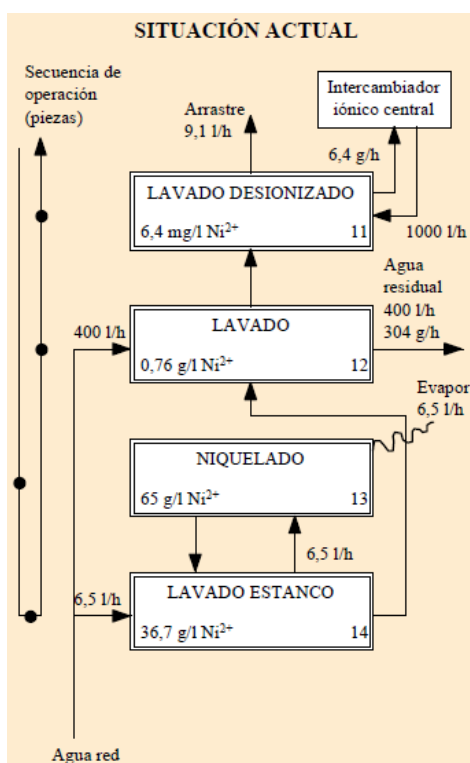 SITUACIÓN ACTUAL
Secuencia de
operación
(piezas)
Arrastre
9,1 l/h
Intercambiador
iónico central
6,4 g/h
LAVADO DESIONIZADO
6,4 mg/l Ni²⁺ 11
1000 l/h
Agua
residual
400 l/h
304 g/h
400 l/h
LAVADO
0,76 g/l Ni²⁺ 12
Evapor
6,5 l/h
NIQUELADO
65 g/l Ni²⁺ 13
6,5 l/h
6,5 l/h
LAVADO ESTANCO
36,7 g/l Ni²⁺ 14
Agua red